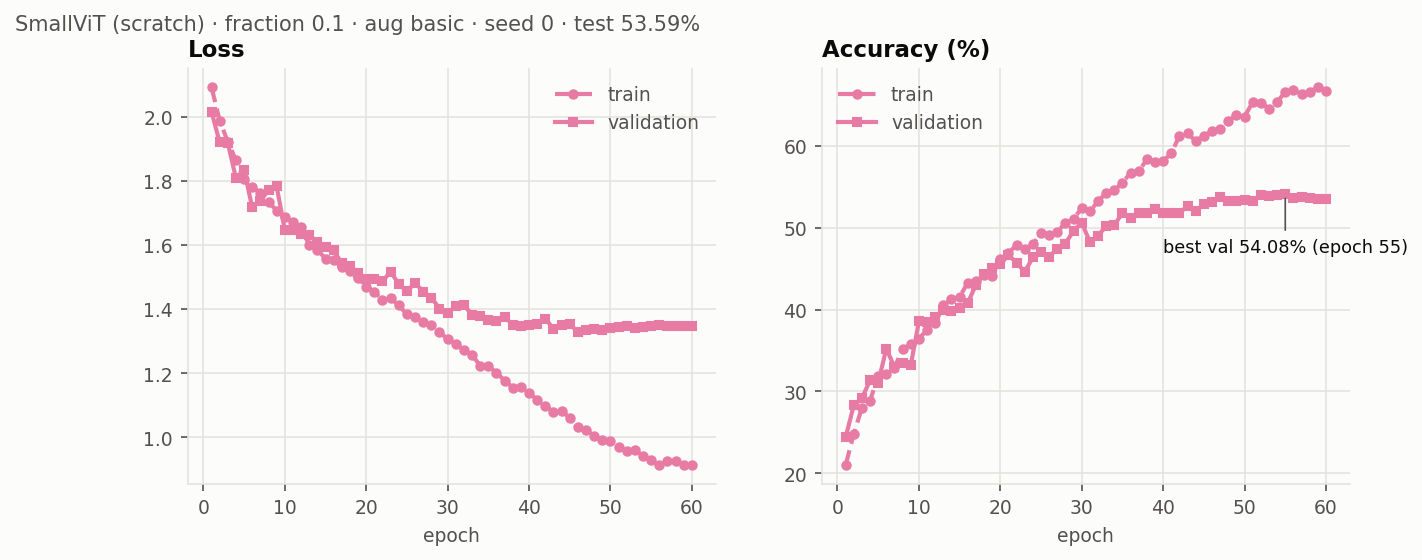 SmallViT (scratch) · fraction 0.1 · aug basic · seed 0 · test 53.59%
Loss
train
validation
2.0
1.8
1.6
1.4
1.2
1.0
0 10 20 30 40 50 60
epoch
Accuracy (%)
train
validation
60
50
40
30
20
best val 54.08% (epoch 55)
0 10 20 30 40 50 60
epoch